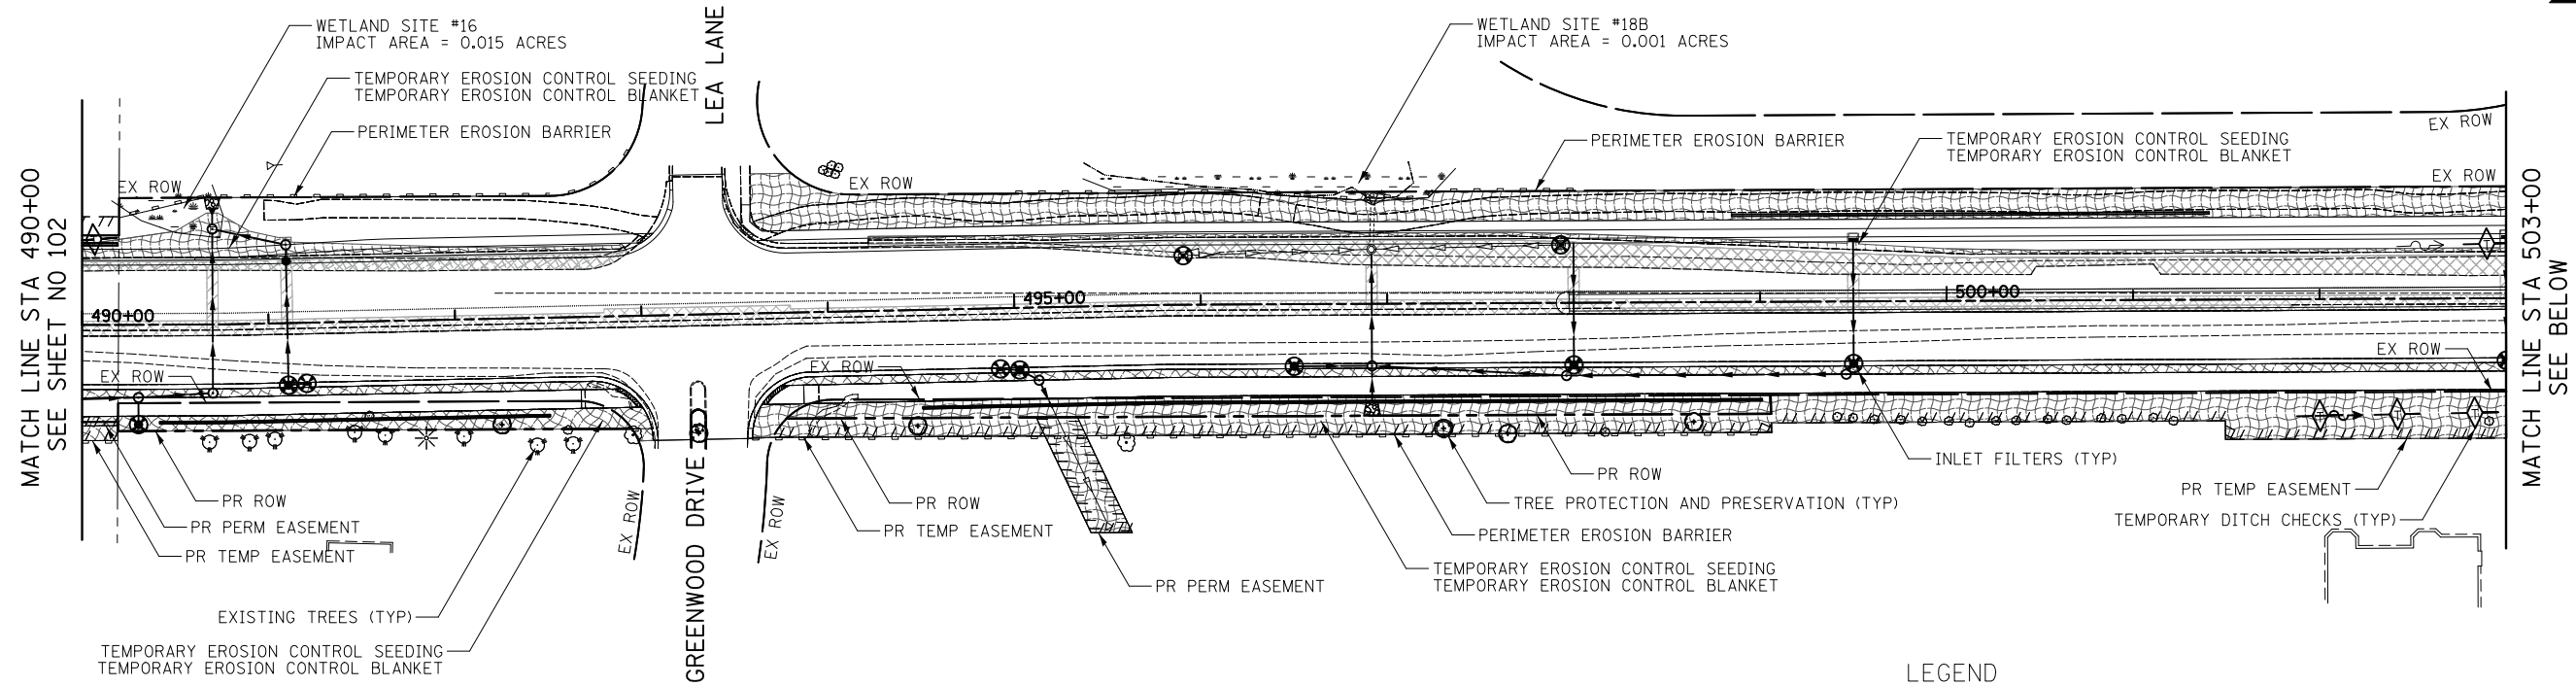 WETLAND SITE #16
IMPACT AREA = 0.015 ACRES
TEMPORARY EROSION CONTROL SEEDING
TEMPORARY EROSION CONTROL BLANKET
PERIMETER EROSION BARRIER
LEA LANE
WETLAND SITE #18B
IMPACT AREA = 0.001 ACRES
PERIMETER EROSION BARRIER
TEMPORARY EROSION CONTROL SEEDING
TEMPORARY EROSION CONTROL BLANKET
EX ROW
EX ROW
EX ROW
EX ROW
MATCH LINE STA 490+00
SEE SHEET NO 102
MATCH LINE STA 503+00
SEE BELOW
490+00
495+00
500+00
EX ROW
EX ROW
EX ROW
PR ROW
PR PERM EASEMENT
PR TEMP EASEMENT
EXISTING TREES (TYP)
TEMPORARY EROSION CONTROL SEEDING
TEMPORARY EROSION CONTROL BLANKET
EX ROW
GREENWOOD DRIVE
EX ROW
PR ROW
PR TEMP EASEMENT
PR PERM EASEMENT
PR ROW
TREE PROTECTION AND PRESERVATION (TYP)
PERIMETER EROSION BARRIER
TEMPORARY EROSION CONTROL SEEDING
TEMPORARY EROSION CONTROL BLANKET
INLET FILTERS (TYP)
PR TEMP EASEMENT
TEMPORARY DITCH CHECKS (TYP)
T
T
T
T
LEGEND